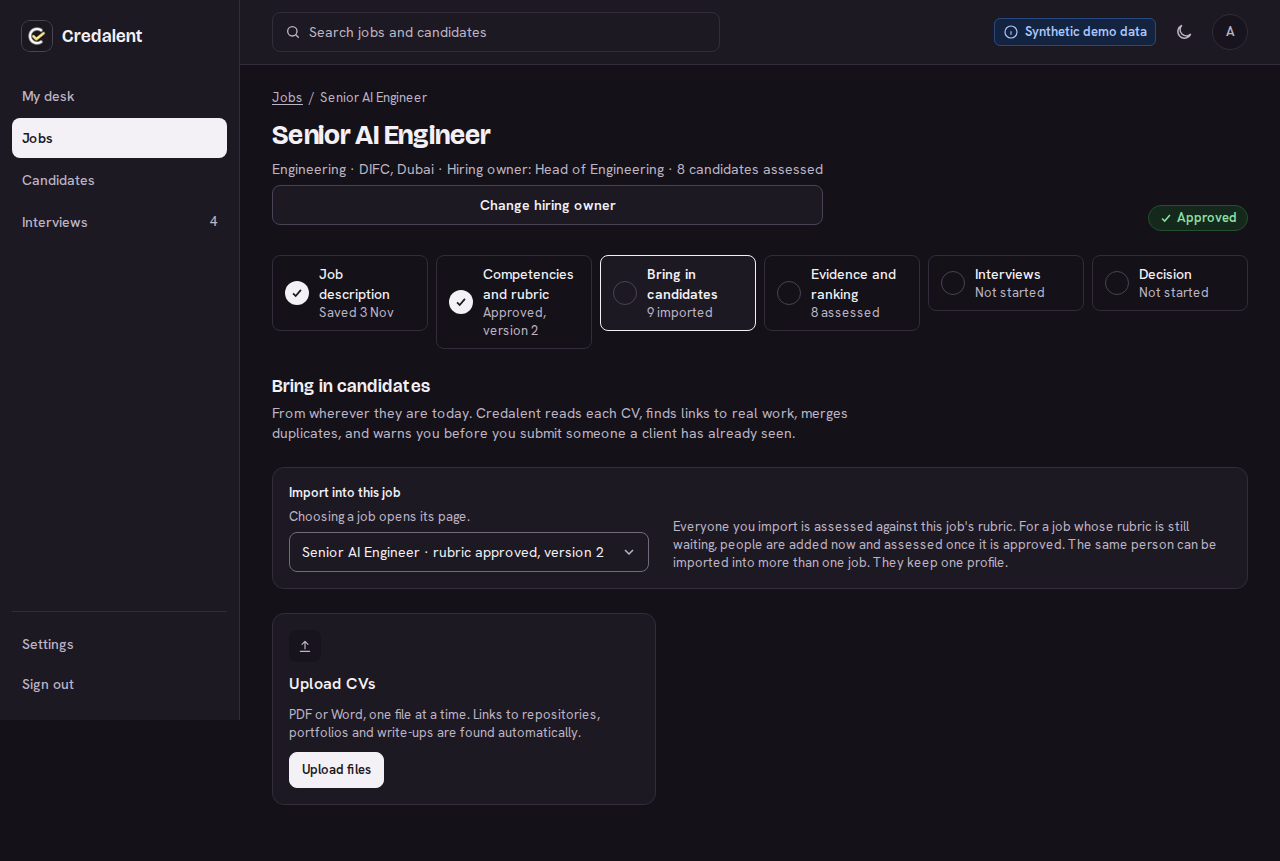 Credalent
Search jobs and candidates
Synthetic demo data
A
My desk
Jobs
Candidates
Interviews 4
Settings
Sign out
Jobs / Senior AI Engineer
Senior AI Engineer
Engineering · DIFC, Dubai · Hiring owner: Head of Engineering · 8 candidates assessed
Change hiring owner
Approved
Job
description
Saved 3 Nov
Competencies
and rubric
Approved,
version 2
Bring in
candidates
9 imported
Evidence and
ranking
8 assessed
Interviews
Not started
Decision
Not started
Bring in candidates
From wherever they are today. Credalent reads each CV, finds links to real work, merges
duplicates, and warns you before you submit someone a client has already seen.
Import into this job
Choosing a job opens its page.
Senior AI Engineer · rubric approved, version 2
Everyone you import is assessed against this job's rubric. For a job whose rubric is still
waiting, people are added now and assessed once it is approved. The same person can be
imported into more than one job. They keep one profile.
Upload CVs
PDF or Word, one file at a time. Links to repositories,
portfolios and write-ups are found automatically.
Upload files